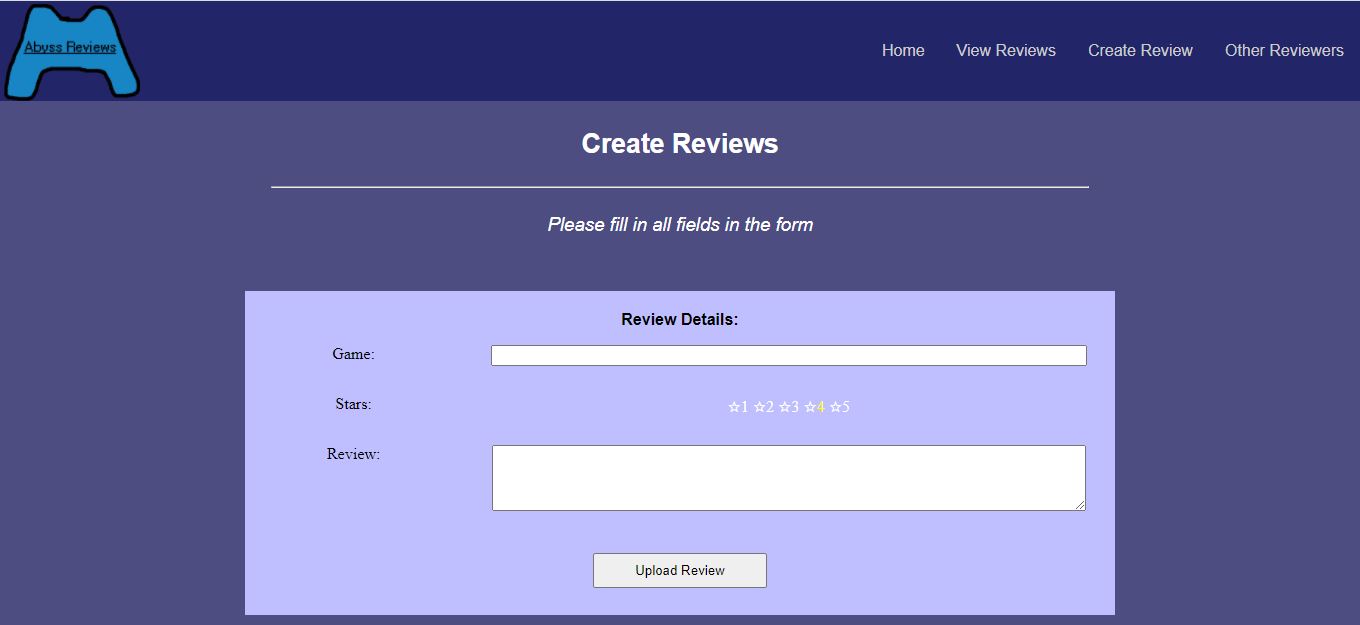 Abyss Reviews
Home View Reviews Create Review Other Reviewers
Create Reviews
Please fill in all fields in the form
Review Details:
Game:
Stars: ☆1 ☆2 ☆3 ☆4 ☆5
Review:
Upload Review